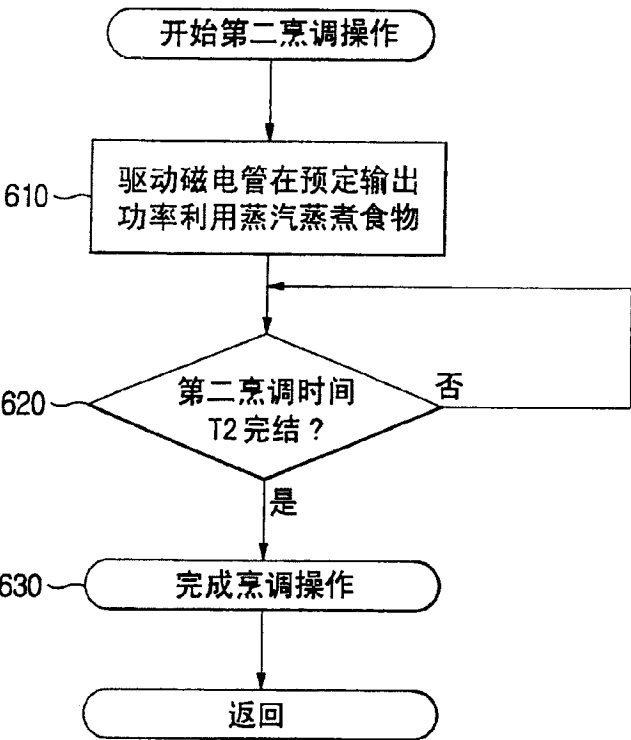 开始第二烹调操作
610
驱动磁电管在预定输出
功率利用蒸汽蒸煮食物
620
第二烹调时间
T2完结?
否
是
630
完成烹调操作
返回